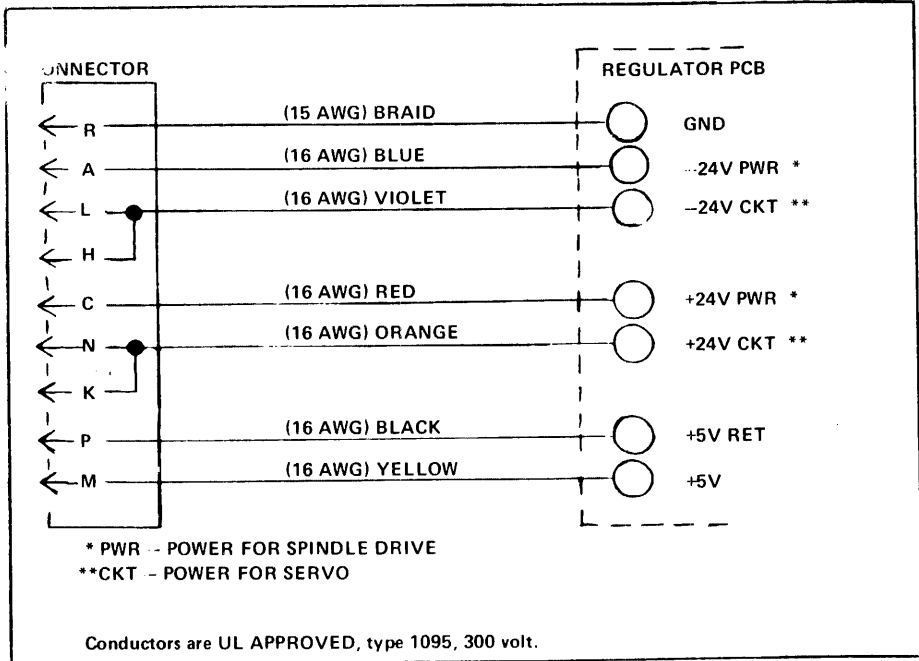 ONNECTOR
REGULATOR PCB
R (15 AWG) BRAID GND
A (16 AWG) BLUE --24V PWR *
L (16 AWG) VIOLET --24V CKT **
H
C (16 AWG) RED +24V PWR *
N (16 AWG) ORANGE +24V CKT **
K
P (16 AWG) BLACK +5V RET
M (16 AWG) YELLOW +5V
* PWR -- POWER FOR SPINDLE DRIVE
**CKT -- POWER FOR SERVO
Conductors are UL APPROVED, type 1095, 300 volt.